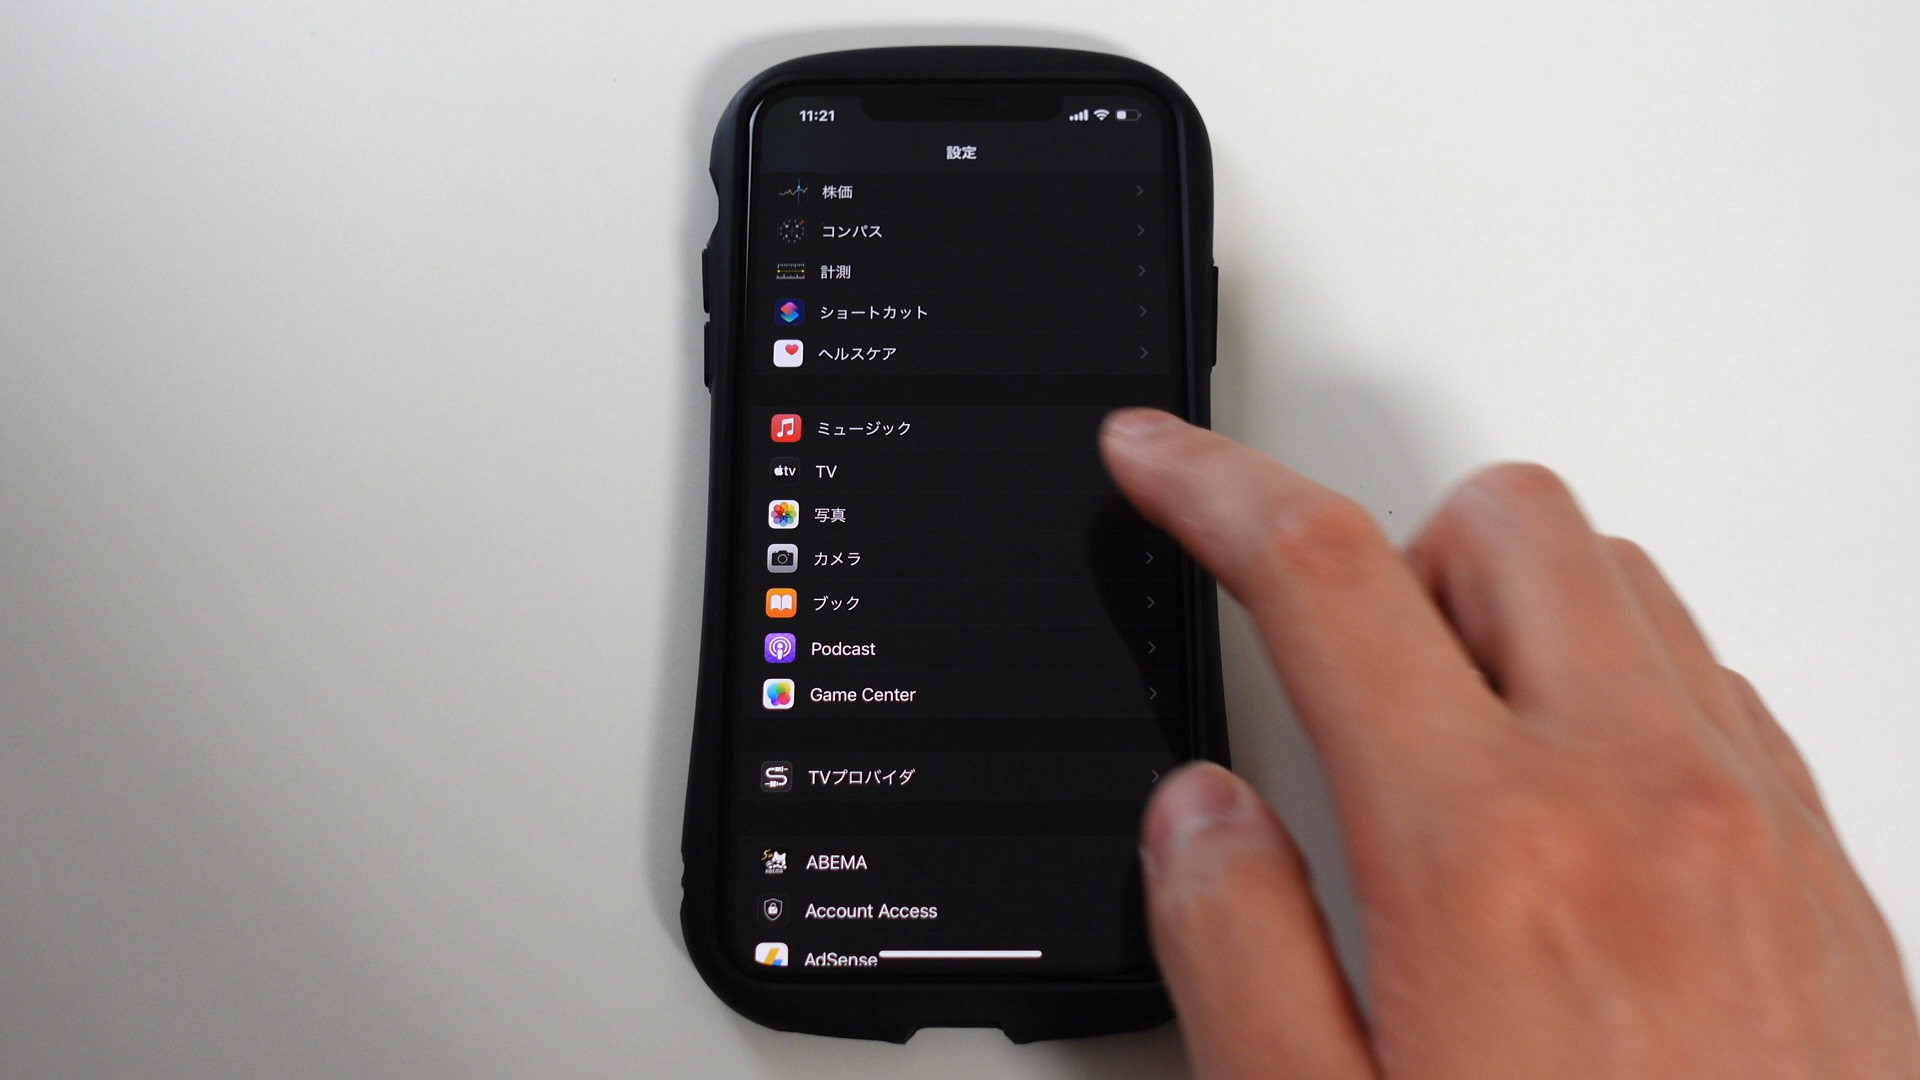 11:21
設定
株価
コンパス
計測
ショートカット
ヘルスケア
ミュージック
tv TV
写真
カメラ
ブック
Podcast
Game Center
TVプロバイダ
ABEMA
Account Access
AdSense